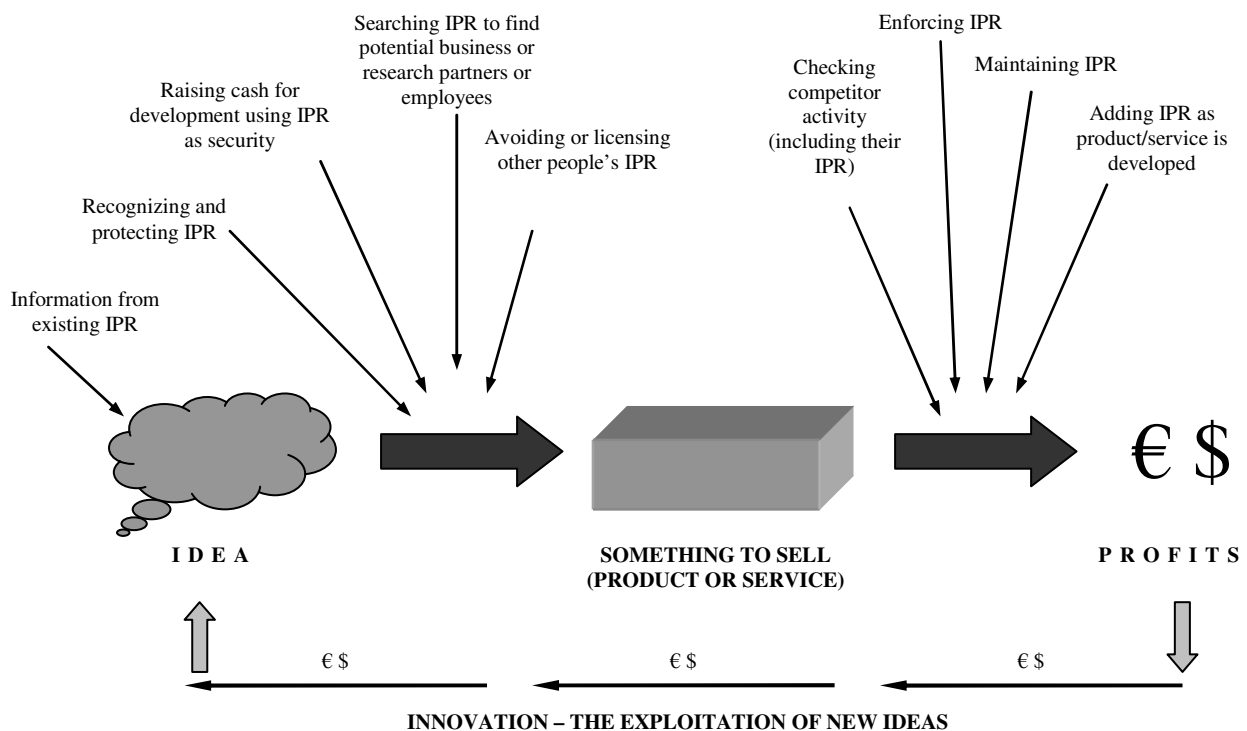 Searching IPR to find
potential business or
research partners or
employees
Enforcing IPR
Maintaining IPR
Checking
competitor
activity
(including their
IPR)
Raising cash for
development using IPR
as security
Adding IPR as
product/service is
developed
Avoiding or licensing
other people’s IPR
Recognizing and
protecting IPR
Information from
existing IPR
€ $
I D E A
SOMETHING TO SELL
(PRODUCT OR SERVICE)
P R O F I T S
€ $
€ $
€ $
INNOVATION – THE EXPLOITATION OF NEW IDEAS